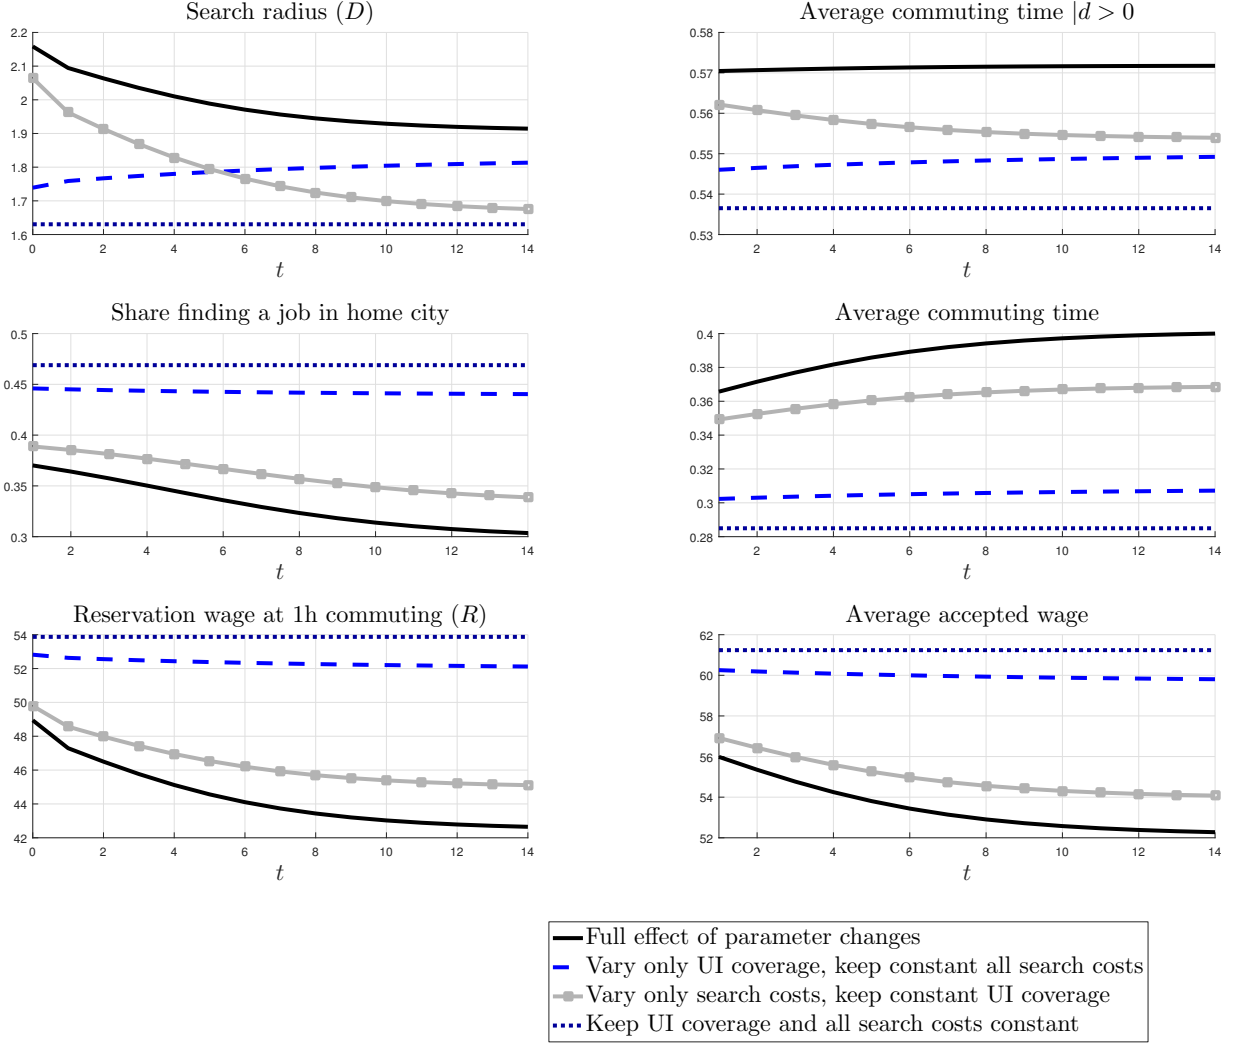 Search radius (D)
2.2
2.1
2
1.9
1.8
1.7
1.6
0 2 4 6 8 10 12 14
t
Average commuting time |d > 0
0.58
0.57
0.56
0.55
0.54
0.53
2 4 6 8 10 12 14
t
Share finding a job in home city
0.5
0.45
0.4
0.35
0.3
2 4 6 8 10 12 14
t
Average commuting time
0.4
0.38
0.36
0.34
0.32
0.3
0.28
2 4 6 8 10 12 14
t
Reservation wage at 1h commuting (R)
54
52
50
48
46
44
42
0 2 4 6 8 10 12 14
t
Average accepted wage
62
60
58
56
54
52
2 4 6 8 10 12 14
t
Full effect of parameter changes
Vary only UI coverage, keep constant all search costs
Vary only search costs, keep constant UI coverage
Keep UI coverage and all search costs constant